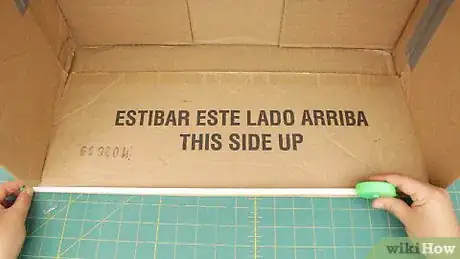 ESTIBAR ESTE LADO ARRIBA
THIS SIDE UP
wikiHow